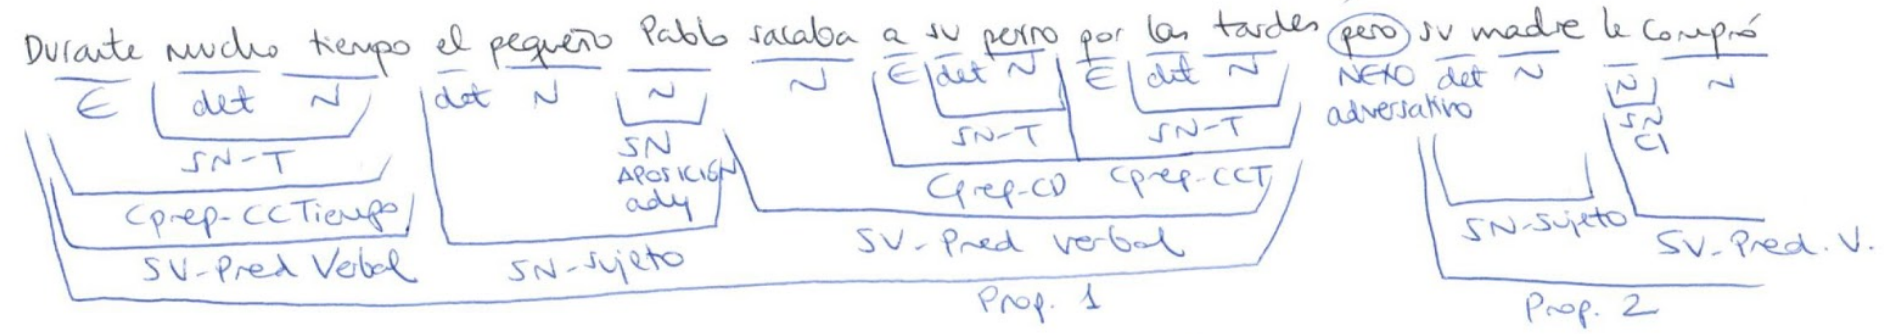 Durante mucho tiempo el pequeño Pablo sacaba a su perro por las tardes pero su madre le compró
E det N det N N N E det N E det N NEXO det N N N
adversativo
SN-T SN SN-T SN-T SN
APOSICIÓN CI
ady
Cprep-CCTiempo Cprep-CD Cprep-CCT
SV-Pred Verbal SN-sujeto SV-Pred verbal SN-sujeto SV-Pred. V.
Prop. 1 Prop. 2